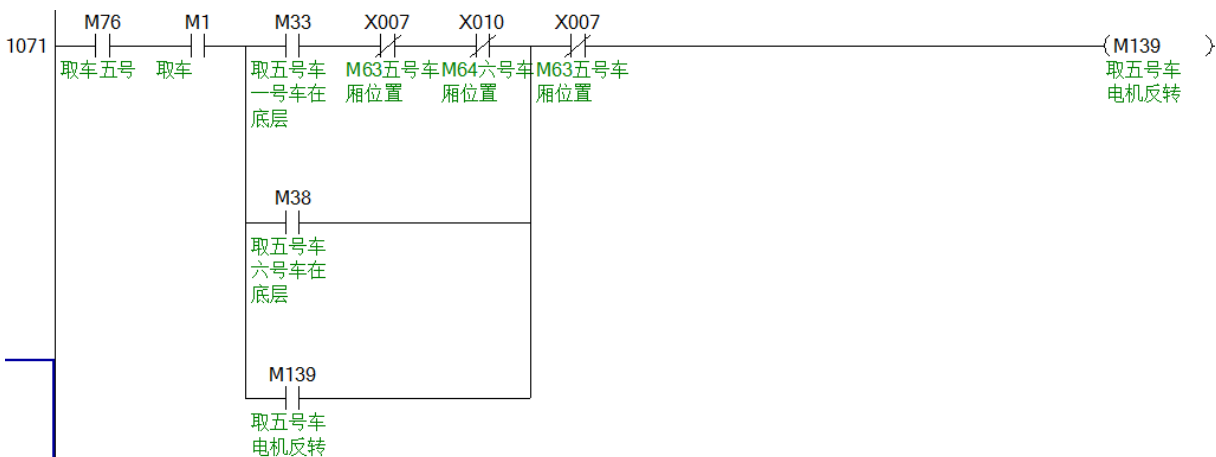 M76 M1 M33 X007 X010 X007
1071 (M139 )
取车五号 取车 取五号车 M63五号车 M64六号车 M63五号车 取五号车
一号车在 厢位置 厢位置 厢位置 电机反转
底层
M38
取五号车
六号车在
底层
M139
取五号车
电机反转